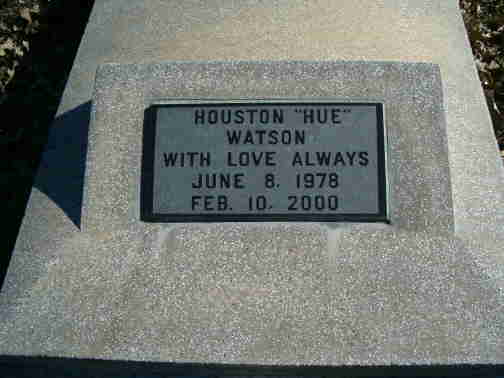 HOUSTON "HUE"
WATSON
WITH LOVE ALWAYS
JUNE 8. 1978
FEB. 10. 2000